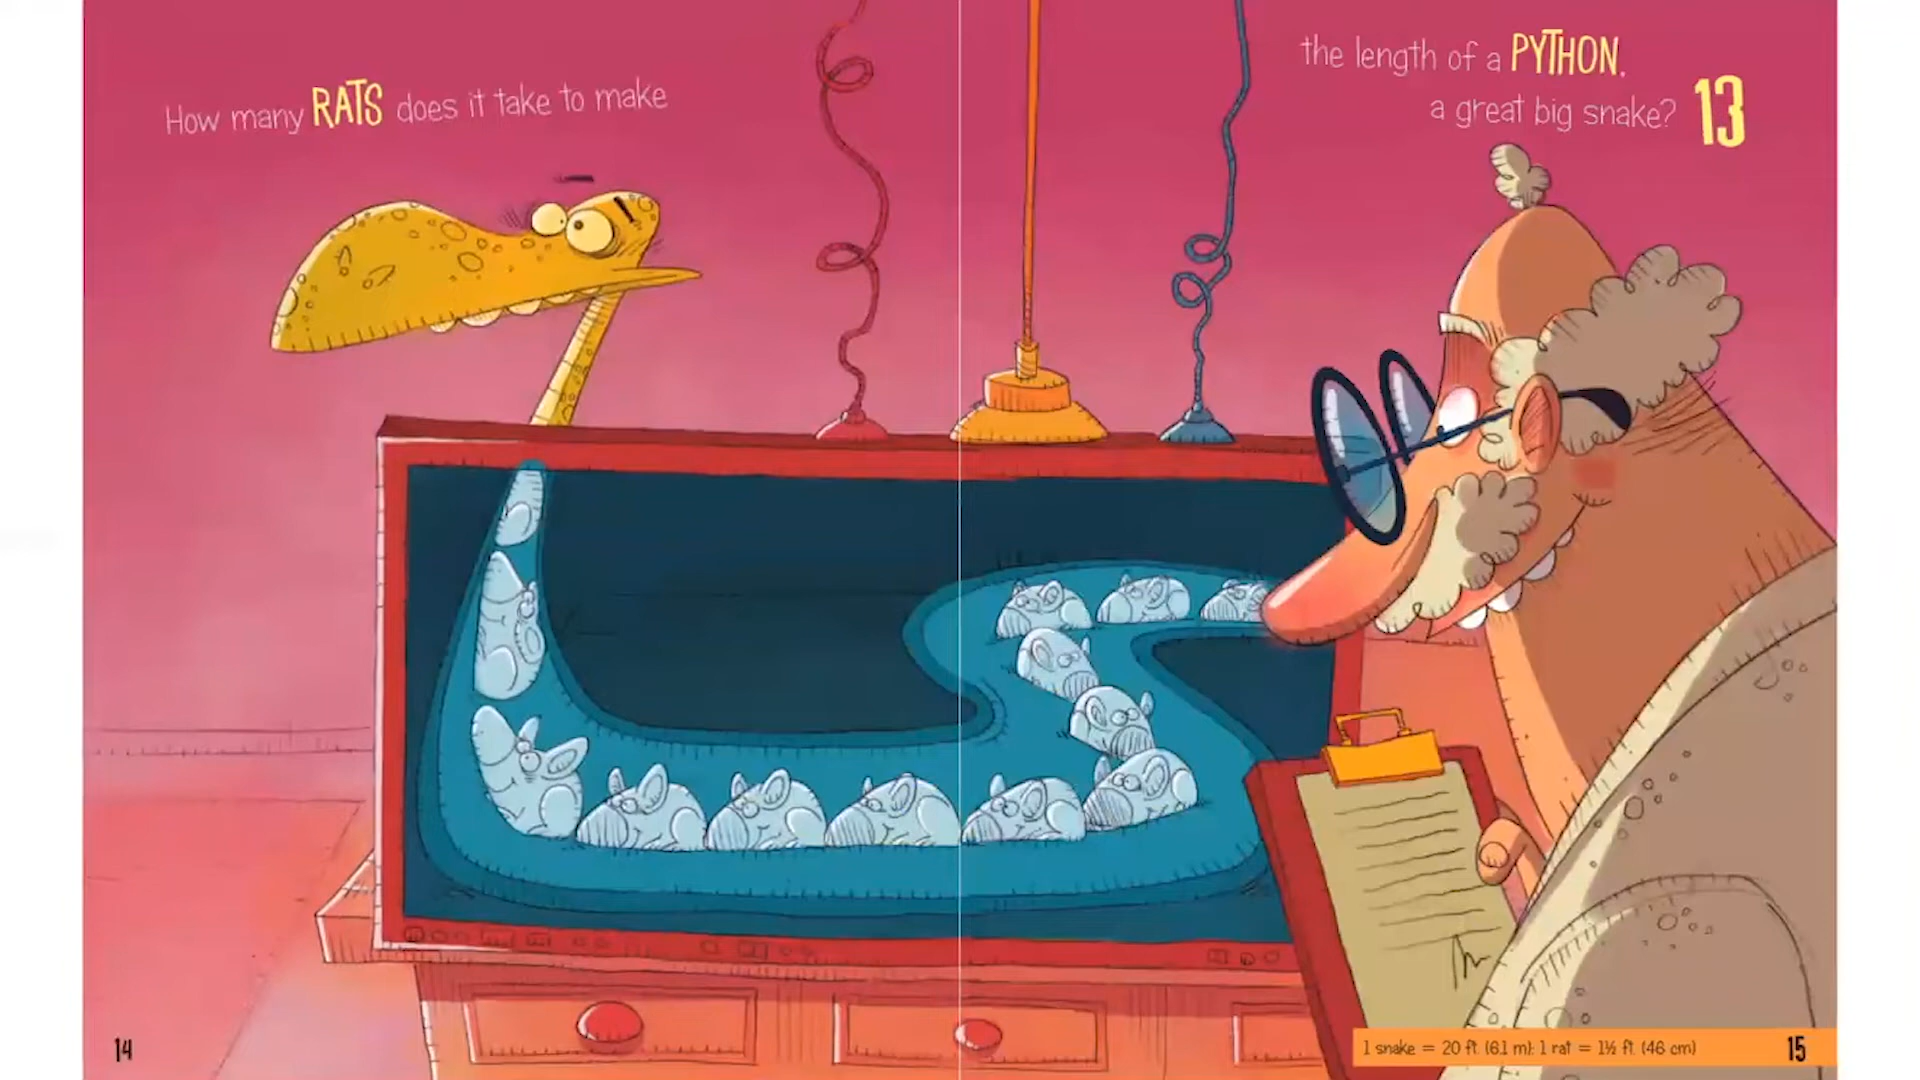 How many RATS does it take to make
the length of a PYTHON,
a great big snake? 13
14
1 snake = 20 ft. (6.1 m); 1 rat = 1½ ft. (46 cm)
15